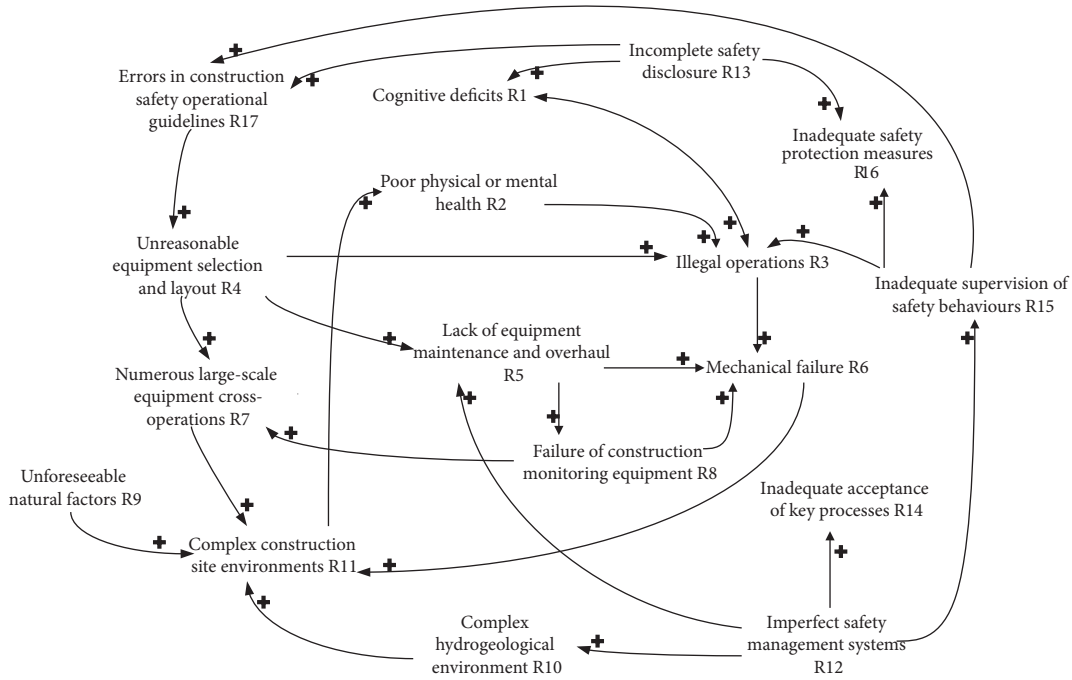 Errors in construction
safety operational
guidelines R17
Incomplete safety
disclosure R13
Cognitive deficits R1
Inadequate safety
protection measures
R16
Poor physical or mental
health R2
Unreasonable
equipment selection
and layout R4
Illegal operations R3
Inadequate supervision of
safety behaviours R15
Lack of equipment
maintenance and overhaul
R5
Mechanical failure R6
Numerous large-scale
equipment cross-
operations R7
Failure of construction
monitoring equipment R8
Unforeseeable
natural factors R9
Inadequate acceptance
of key processes R14
Complex construction
site environments R11
Complex
hydrogeological
environment R10
Imperfect safety
management systems
R12